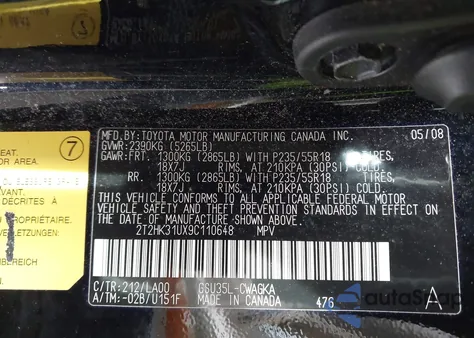 MFD.BY:TOYOTA MOTOR MANUFACTURING CANADA INC. 05/08
GVWR:2390KG (5265LB)
GAWR:FRT. 1300KG (2865LB) WITH P235/55R18 TIRES,
18X7J RIMS, AT 210KPA (30PSI) COLD.
RR. 1300KG (2865LB) WITH P235/55R18 TIRES,
18X7J RIMS, AT 210KPA (30PSI) COLD.
THIS VEHICLE CONFORMS TO ALL APPLICABLE FEDERAL MOTOR
VEHICLE SAFETY AND THEFT PREVENTION STANDARDS IN EFFECT ON
THE DATE OF MANUFACTURE SHOWN ABOVE.
2T2HK31UX9C110648 MPV
C/TR:212/LA00 GSU35L-CWAGKA
A/TM:-02B/U151F MADE IN CANADA 476 A
7
EAT.
PROPRIÉTAIRE.
autoSnap